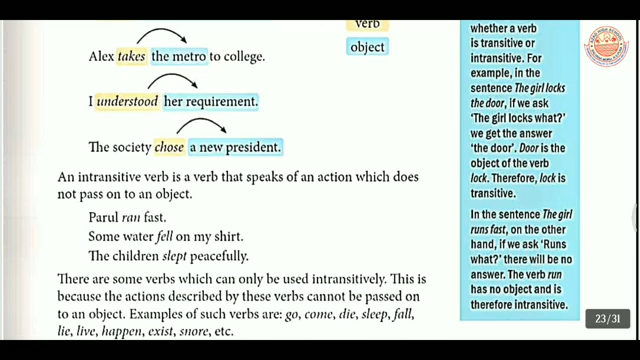 verb
object
Alex takes the metro to college.
I understood her requirement.
The society chose a new president.
An intransitive verb is a verb that speaks of an action which does
not pass on to an object.
Parul ran fast.
Some water fell on my shirt.
The children slept peacefully.
There are some verbs which can only be used intransitively. This is
because the actions described by these verbs cannot be passed on
to an object. Examples of such verbs are: go, come, die, sleep, fall,
lie, live, happen, exist, snore, etc.
whether a verb
is transitive or
intransitive. For
example, in the
sentence The girl locks
the door, if we ask
‘The girl locks what?’
we get the answer
‘the door’. Door is the
object of the verb
lock. Therefore, lock is
transitive.
In the sentence The girl
runs fast, on the other
hand, if we ask ‘Runs
what?’ there will be no
answer. The verb run
has no object and is
therefore intransitive.
23/31